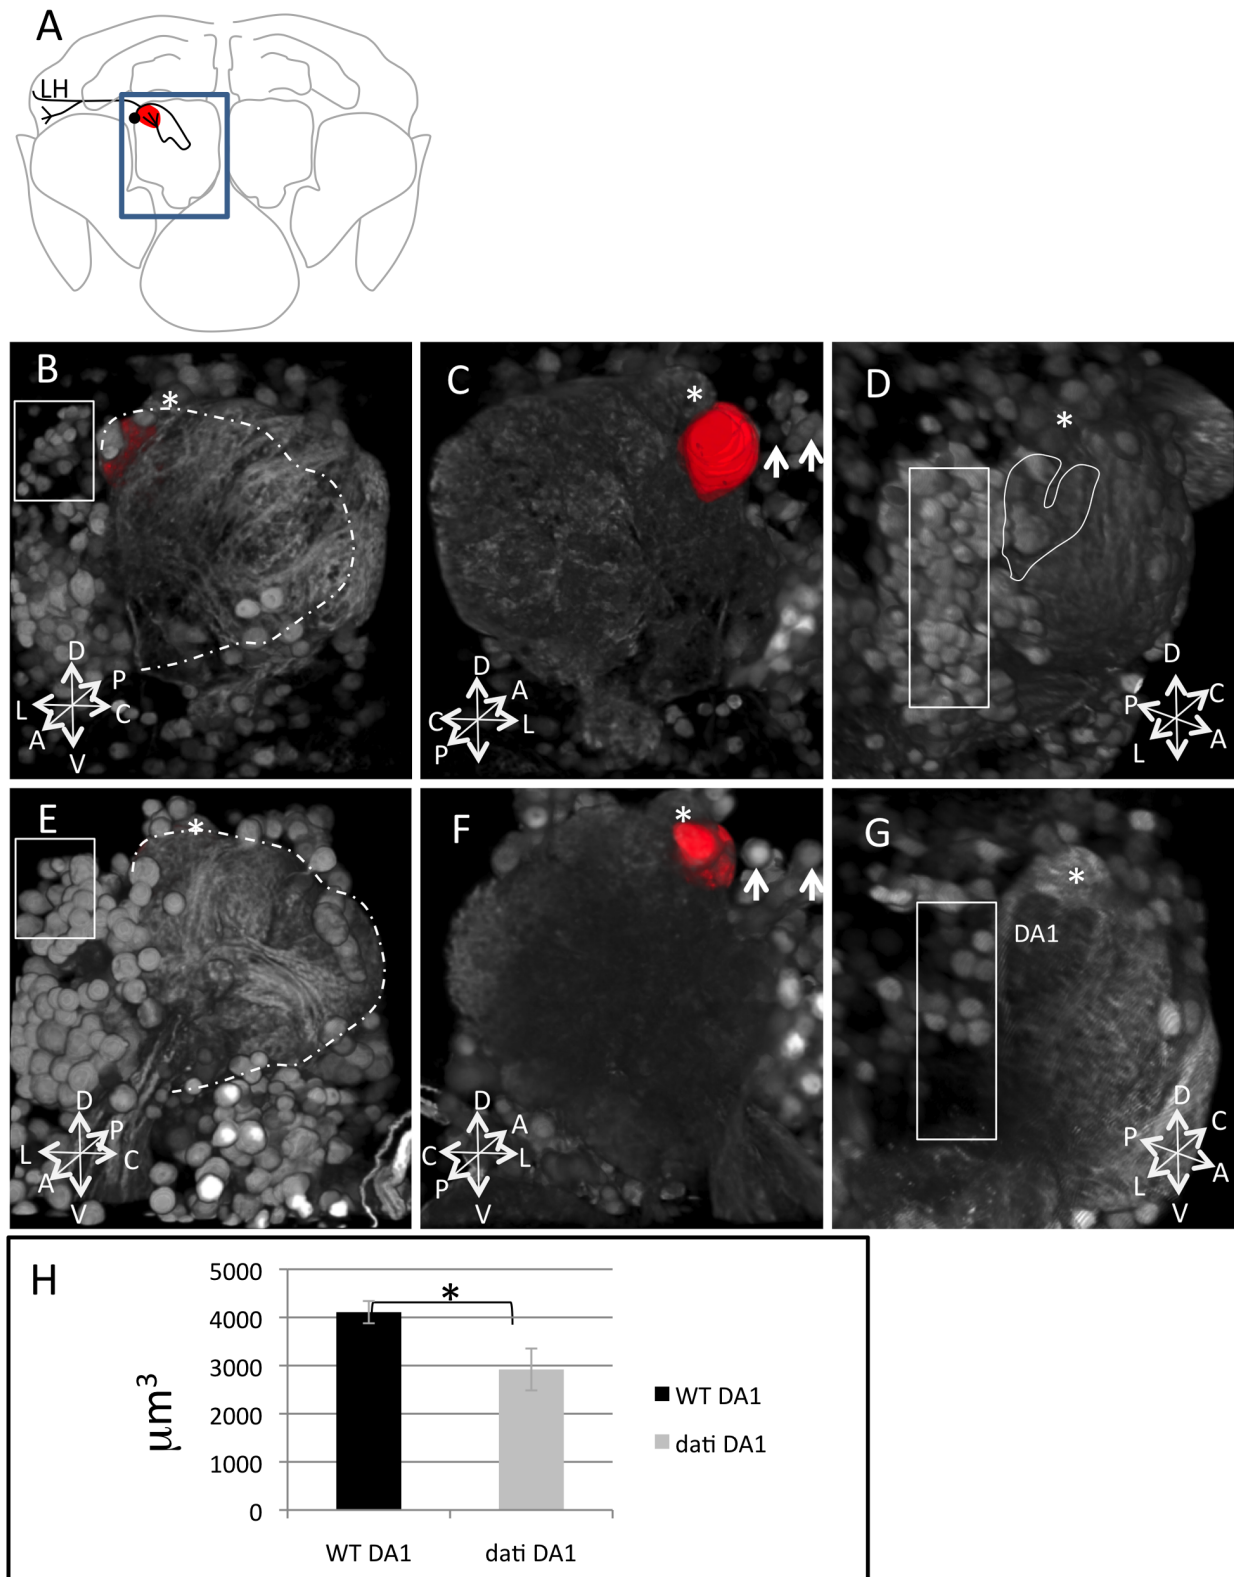 A
LH
B
*
D
P
L
C
A
V
C
*
D
A
C
L
P
V
D
*
D
C
P
A
L
E
*
D
P
L
C
A
V
F
*
D
A
C
L
P
V
G
*
DA1
D
C
P
A
L
V
H
5000
4000
3000
2000
1000
0
μm³
*
WT DA1
dati DA1
WT DA1
dati DA1